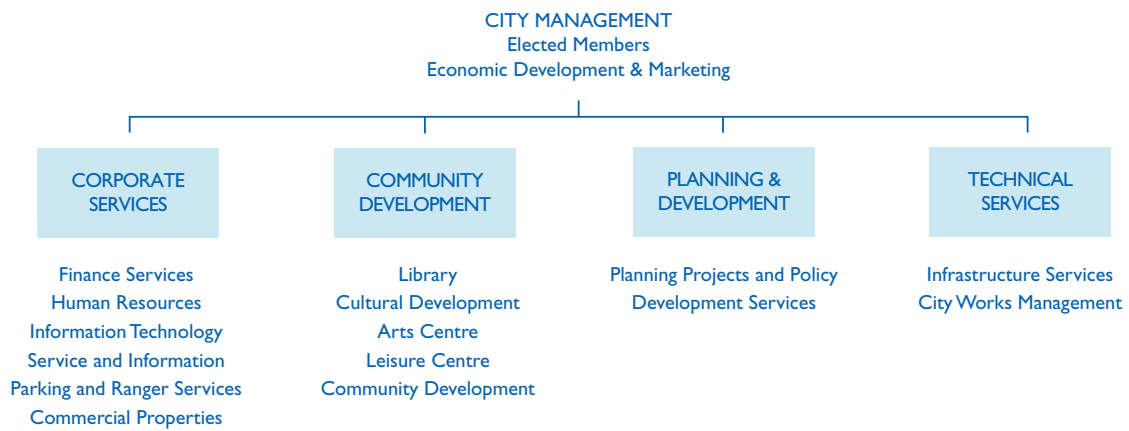 CITY MANAGEMENT
Elected Members
Economic Development & Marketing
CORPORATE
SERVICES
Finance Services
Human Resources
Information Technology
Service and Information
Parking and Ranger Services
Commercial Properties
COMMUNITY
DEVELOPMENT
Library
Cultural Development
Arts Centre
Leisure Centre
Community Development
PLANNING &
DEVELOPMENT
Planning Projects and Policy
Development Services
TECHNICAL
SERVICES
Infrastructure Services
City Works Management